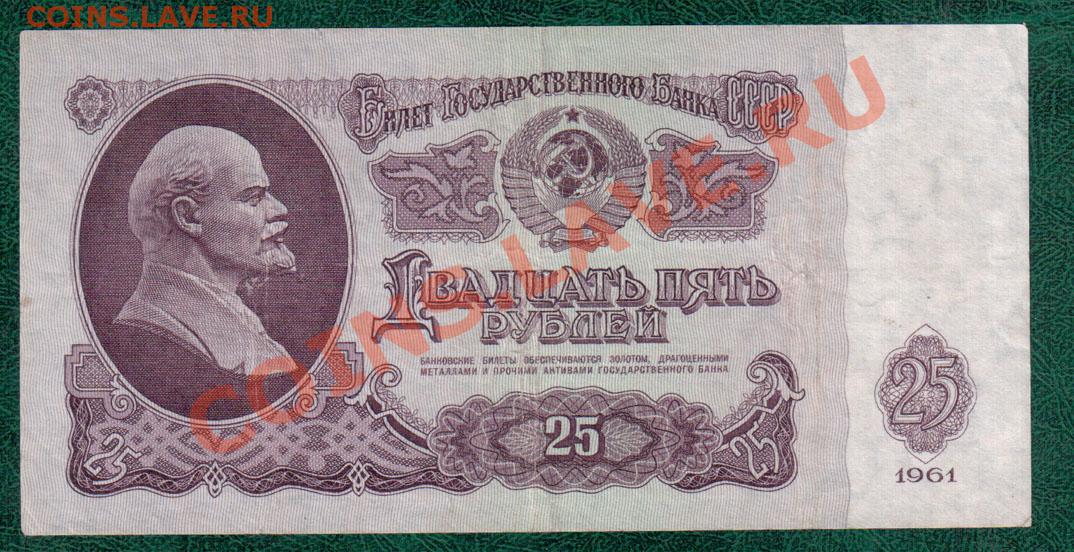 COINS.LAVE.RU
Билет Государственного Банка СССР
Двадцать пять
рублей
БАНКОВСКИЕ БИЛЕТЫ ОБЕСПЕЧИВАЮТСЯ ЗОЛОТОМ, ДРАГОЦЕННЫМИ
МЕТАЛЛАМИ И ПРОЧИМИ АКТИВАМИ ГОСУДАРСТВЕННОГО БАНКА
COINS.LAVE.RU
25
25
25
25
1961